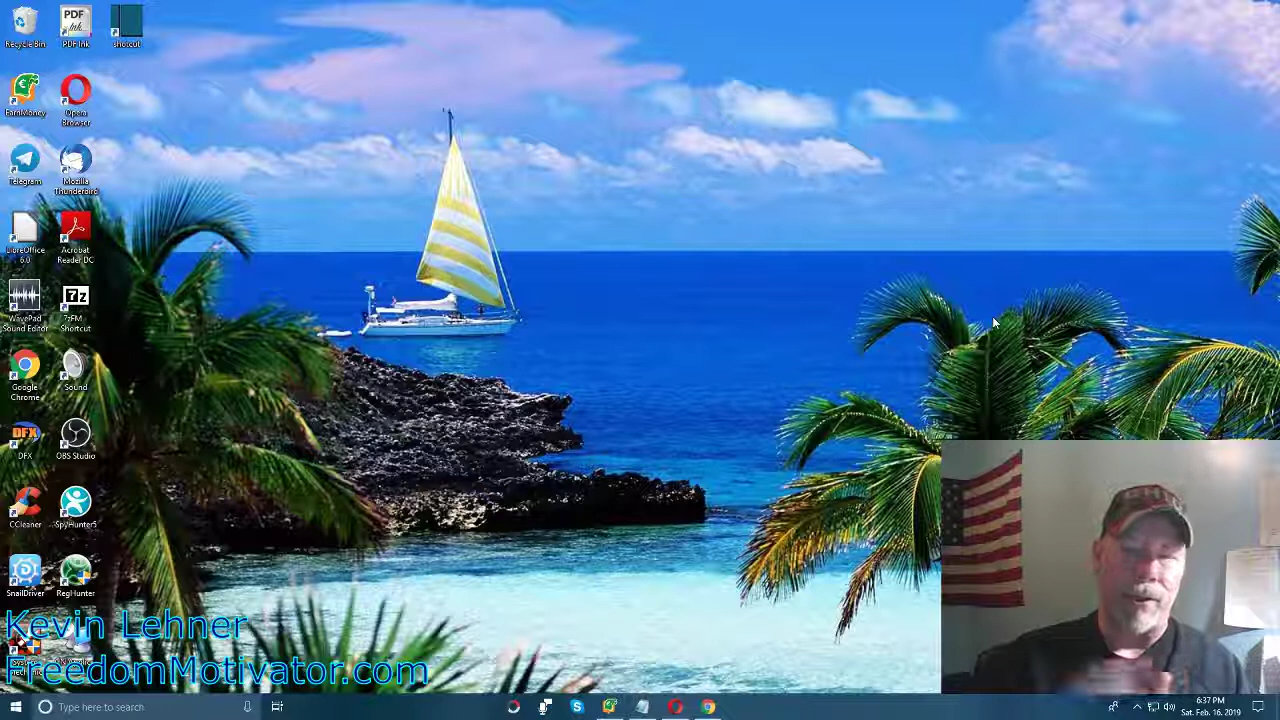 Recycle Bin
PDF Ink
shotcut
FarmMoney
Opera Browser
Telegram
Mozilla Thunderbird
LibreOffice 6.0
Acrobat Reader DC
WavePad Sound Editor
7zFM Shortcut
Google Chrome
Sound
DFX
OBS Studio
CCleaner
SpyHunter5
SnailDriver
RegHunter
Kevin Lehner
FreedomMotivator.com
Type here to search
6:37 PM
Sat. Feb. 16, 2019